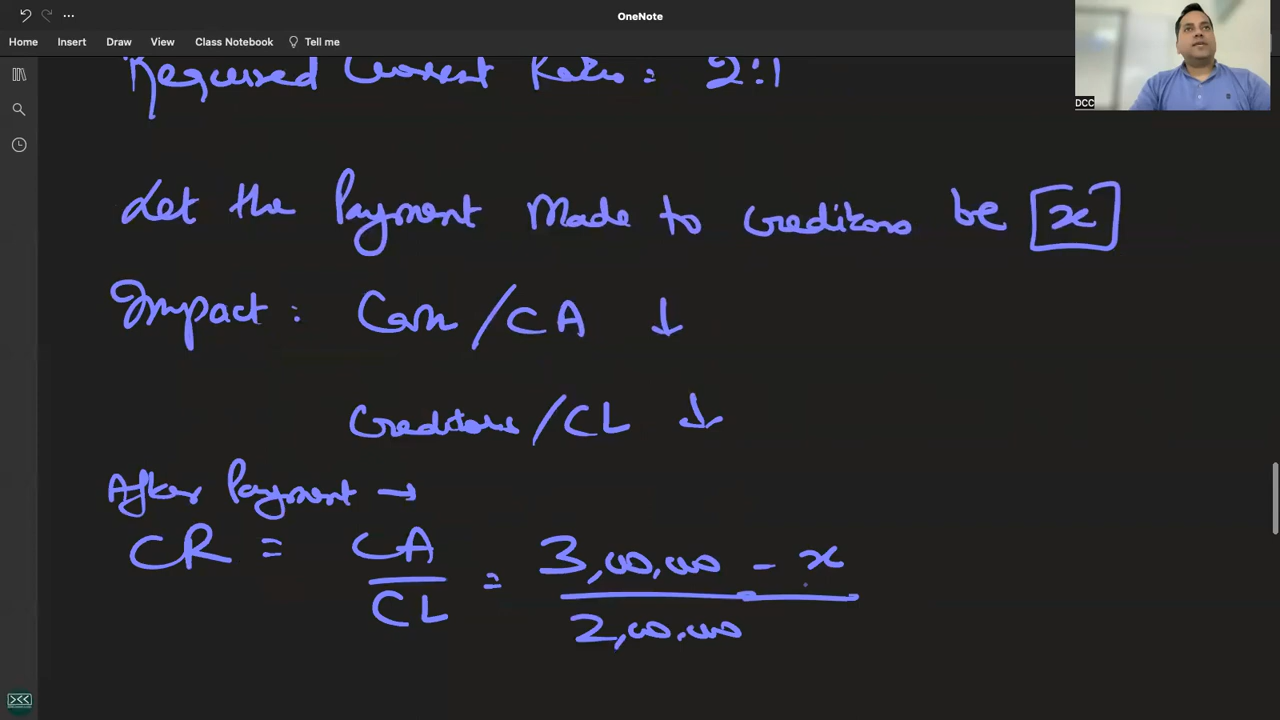 OneNote
Home Insert Draw View Class Notebook Tell me
DCC
Required Current Ratio = 2:1
Let the Payment Made to Creditors be x
Impact : Cash/CA ↓
Creditors/CL ↓
After Payment →
CR = CA/CL = 3,00,000 - x
2,00,000